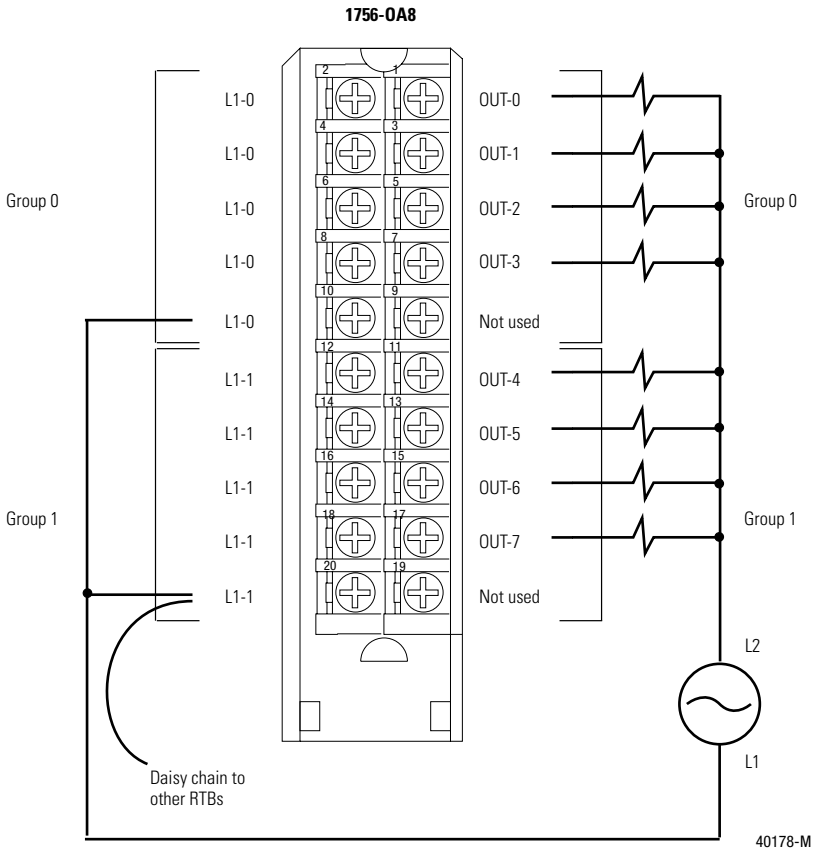 1756-OA8
2 1
L1-0 OUT-0
4 3
L1-0 OUT-1
6 5
Group 0 L1-0 OUT-2 Group 0
8 7
L1-0 OUT-3
10 9
L1-0 Not used
12 11
L1-1 OUT-4
14 13
L1-1 OUT-5
16 15
L1-1 OUT-6
18 17
Group 1 L1-1 OUT-7 Group 1
20 19
L1-1 Not used
L2
L1
Daisy chain to
other RTBs
40178-M